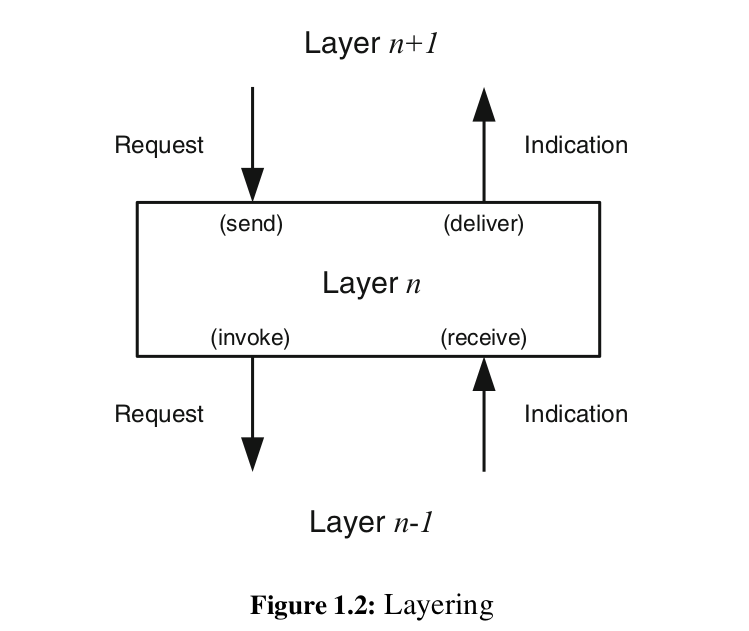 Layer n+1
Request Indication
(send) (deliver)
Layer n
(invoke) (receive)
Request Indication
Layer n-1
Figure 1.2: Layering